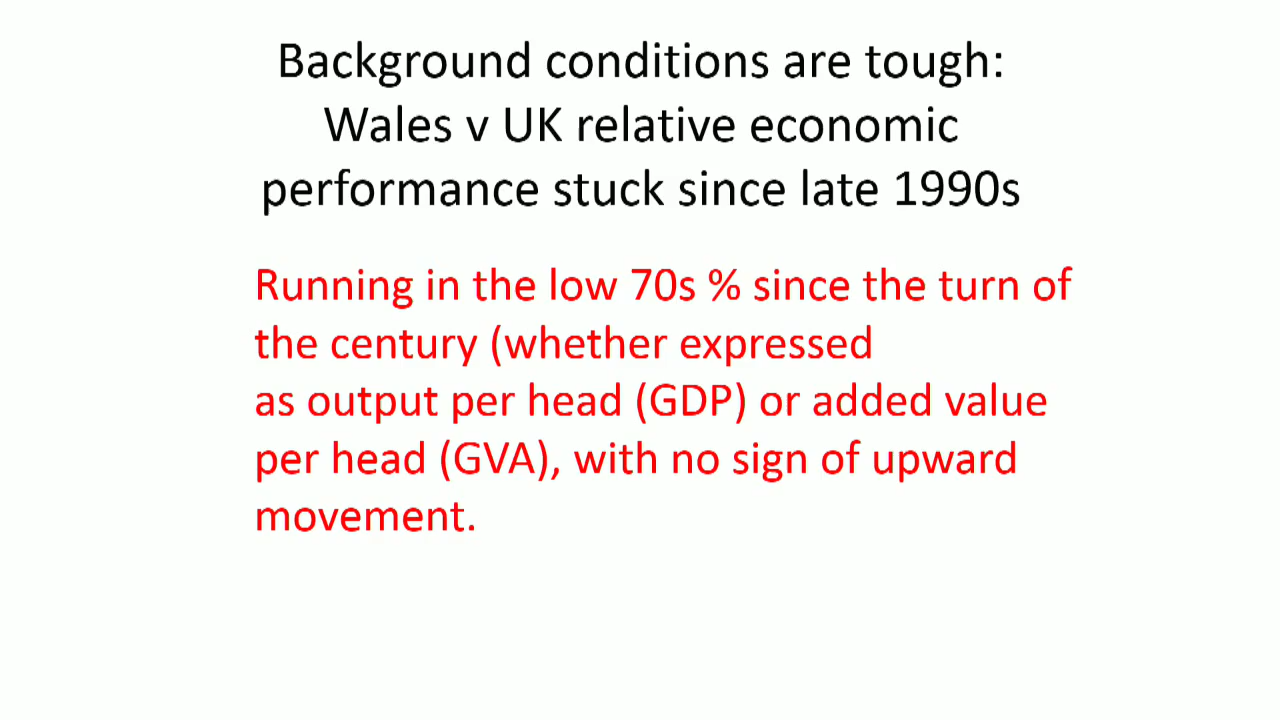 Background conditions are tough:
Wales v UK relative economic
performance stuck since late 1990s
Running in the low 70s % since the turn of
the century (whether expressed
as output per head (GDP) or added value
per head (GVA), with no sign of upward
movement.